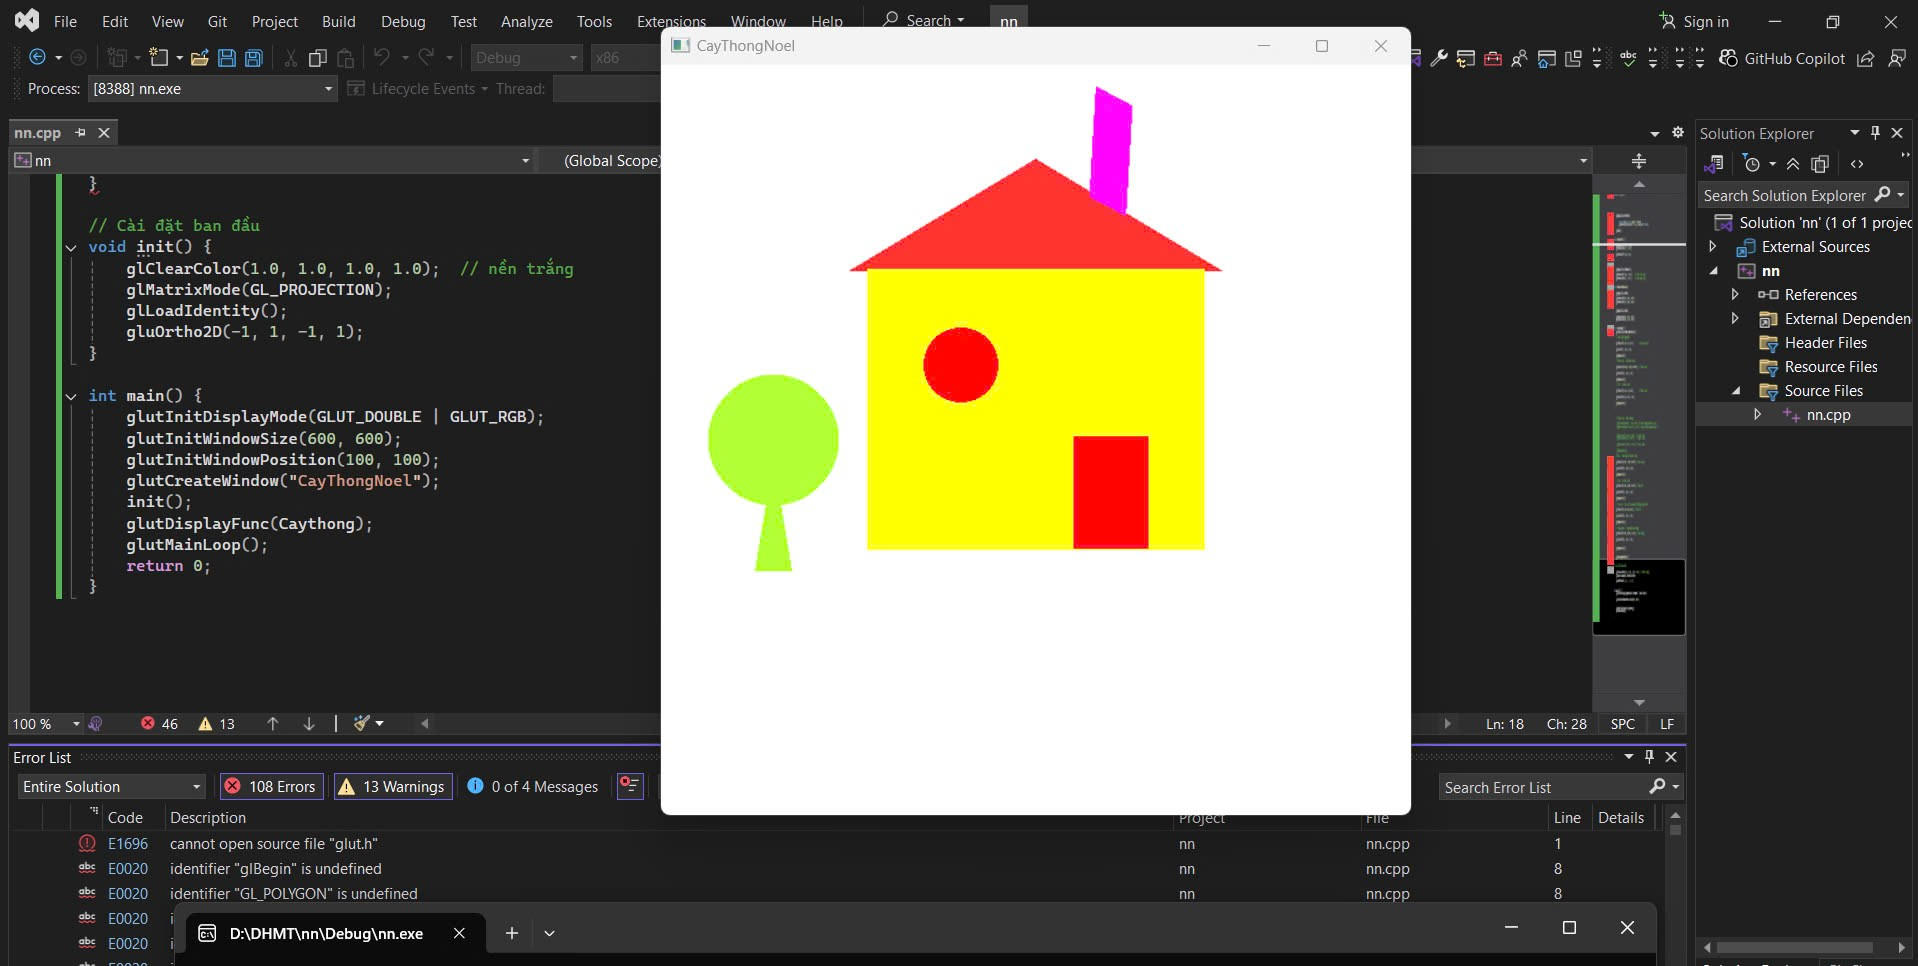 File Edit View Git Project Build Debug Test Analyze Tools Extensions Window Help Search nn Sign in
Debug x86 GitHub Copilot
Process: [8388] nn.exe Lifecycle Events Thread:
CayThongNoel
nn.cpp
nn (Global Scope)
}
// Cài đặt ban đầu
void init() {
glClearColor(1.0, 1.0, 1.0, 1.0); // nền trắng
glMatrixMode(GL_PROJECTION);
glLoadIdentity();
gluOrtho2D(-1, 1, -1, 1);
}
int main() {
glutInitDisplayMode(GLUT_DOUBLE | GLUT_RGB);
glutInitWindowSize(600, 600);
glutInitWindowPosition(100, 100);
glutCreateWindow("CayThongNoel");
init();
glutDisplayFunc(Caythong);
glutMainLoop();
return 0;
}
100 % 46 13 Ln: 18 Ch: 28 SPC LF
Solution Explorer
Search Solution Explorer
Solution 'nn' (1 of 1 projec
External Sources
nn
References
External Dependen
Header Files
Resource Files
Source Files
nn.cpp
Error List
Entire Solution 108 Errors 13 Warnings 0 of 4 Messages Search Error List
Code Description Project File Line Details
E1696 cannot open source file "glut.h" nn nn.cpp 1
E0020 identifier "glBegin" is undefined nn nn.cpp 8
E0020 identifier "GL_POLYGON" is undefined nn nn.cpp 8
E0020
E0020
E0020
D:\DHMT\nn\Debug\nn.exe